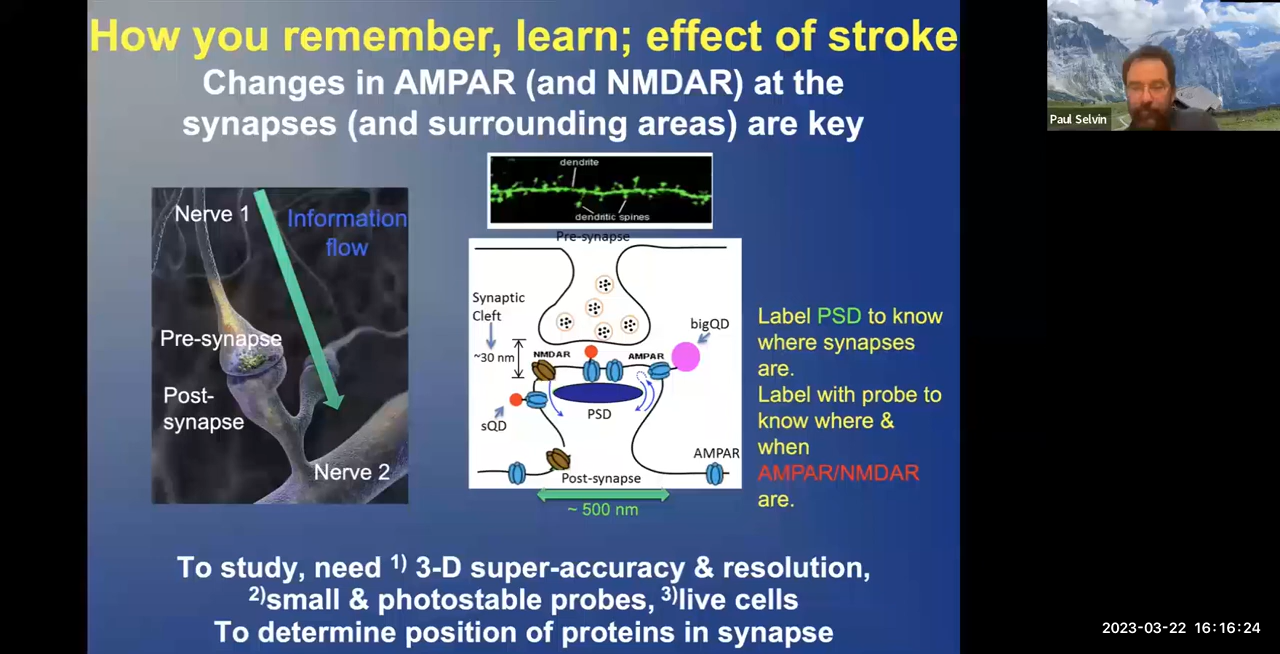 How you remember, learn; effect of stroke
Changes in AMPAR (and NMDAR) at the
synapses (and surrounding areas) are key
Paul Selvin
dendrite
dendritic spines
Nerve 1
Information
flow
Pre-synapse
Post-
synapse
Nerve 2
Pre-synapse
Synaptic
Cleft
~30 nm
NMDAR
AMPAR
bigQD
PSD
sQD
AMPAR
Post-synapse
~ 500 nm
Label PSD to know
where synapses
are.
Label with probe to
know where &
when
AMPAR/NMDAR
are.
To study, need 1) 3-D super-accuracy & resolution,
2)small & photostable probes, 3)live cells
To determine position of proteins in synapse
2023-03-22 16:16:24